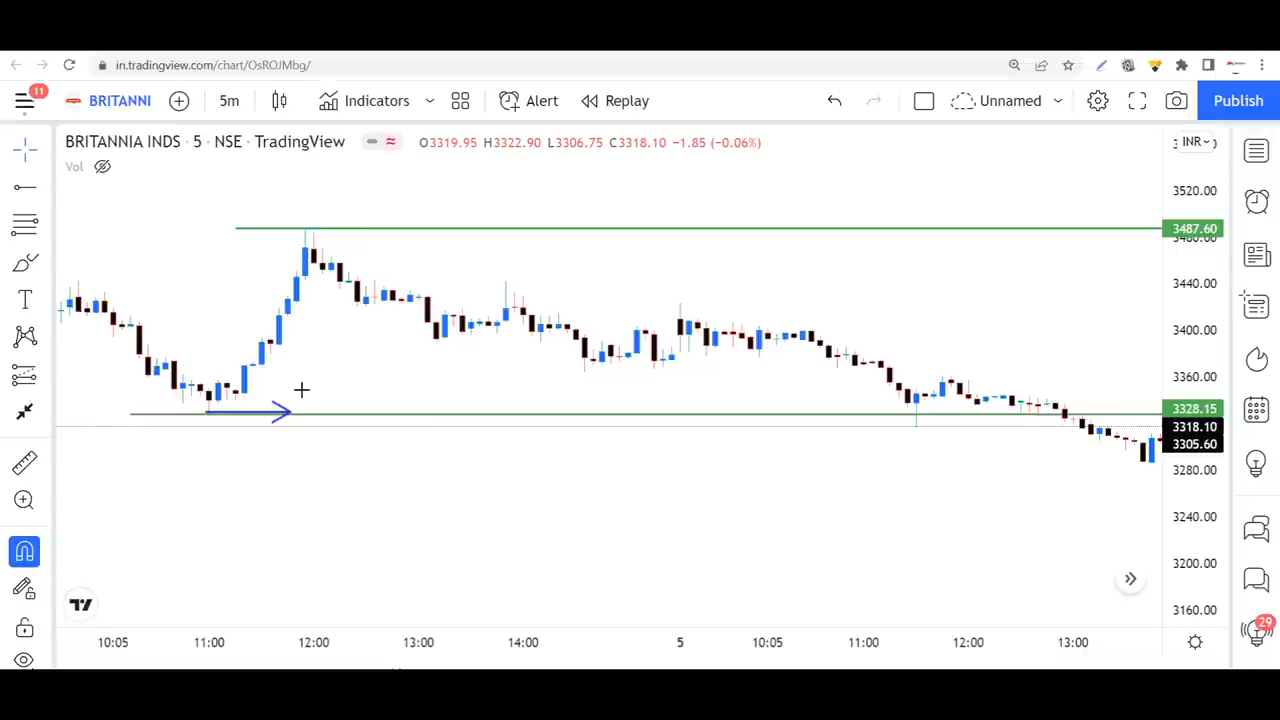 in.tradingview.com/chart/OsROJMbg/
11 BRITANNI 5m Indicators Alert Replay Unnamed Publish
BRITANNIA INDS · 5 · NSE · TradingView O3319.95 H3322.90 L3306.75 C3318.10 −1.85 (−0.06%) INR
Vol
3520.00
3487.60
3440.00
3400.00
3360.00
3328.15
3318.10
3305.60
3280.00
3240.00
3200.00
3160.00
29
10:05 11:00 12:00 13:00 14:00 5 10:05 11:00 12:00 13:00